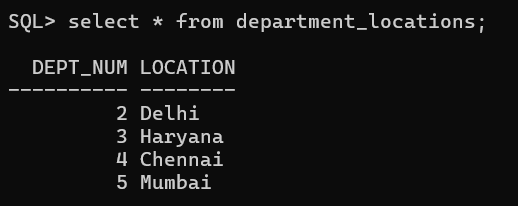 SQL> select * from department_locations;
DEPT_NUM LOCATION
---------- --------
2 Delhi
3 Haryana
4 Chennai
5 Mumbai